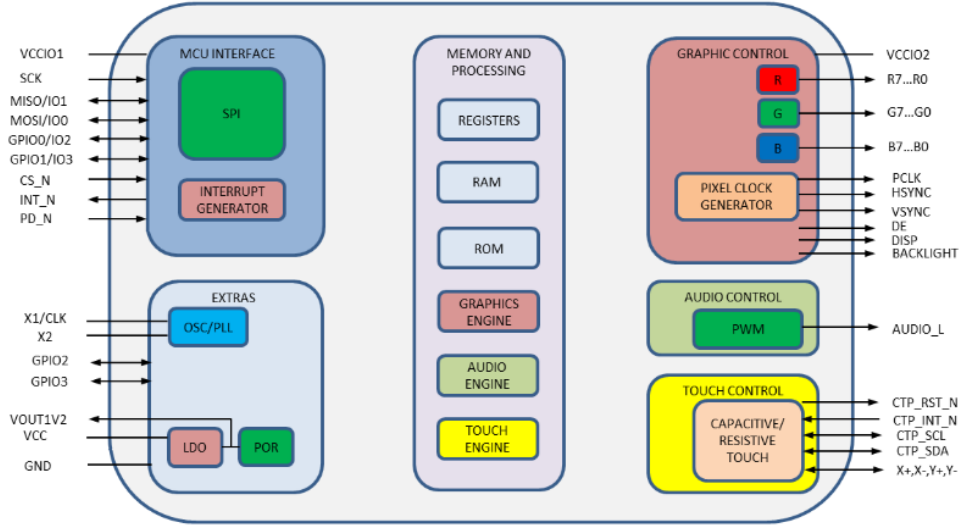 MCU INTERFACE
VCCIO1
SCK
MISO/IO1
MOSI/IO0
GPIO0/IO2
GPIO1/IO3
CS_N
INT_N
PD_N
SPI
INTERRUPT
GENERATOR
EXTRAS
X1/CLK
X2
GPIO2
GPIO3
VOUT1V2
VCC
GND
OSC/PLL
LDO
POR
MEMORY AND
PROCESSING
REGISTERS
RAM
ROM
GRAPHICS
ENGINE
AUDIO
ENGINE
TOUCH
ENGINE
GRAPHIC CONTROL
R
G
B
PIXEL CLOCK
GENERATOR
VCCIO2
R7...R0
G7...G0
B7...B0
PCLK
HSYNC
VSYNC
DE
DISP
BACKLIGHT
AUDIO CONTROL
PWM
AUDIO_L
TOUCH CONTROL
CAPACITIVE/
RESISTIVE
TOUCH
CTP_RST_N
CTP_INT_N
CTP_SCL
CTP_SDA
X+,X-,Y+,Y-